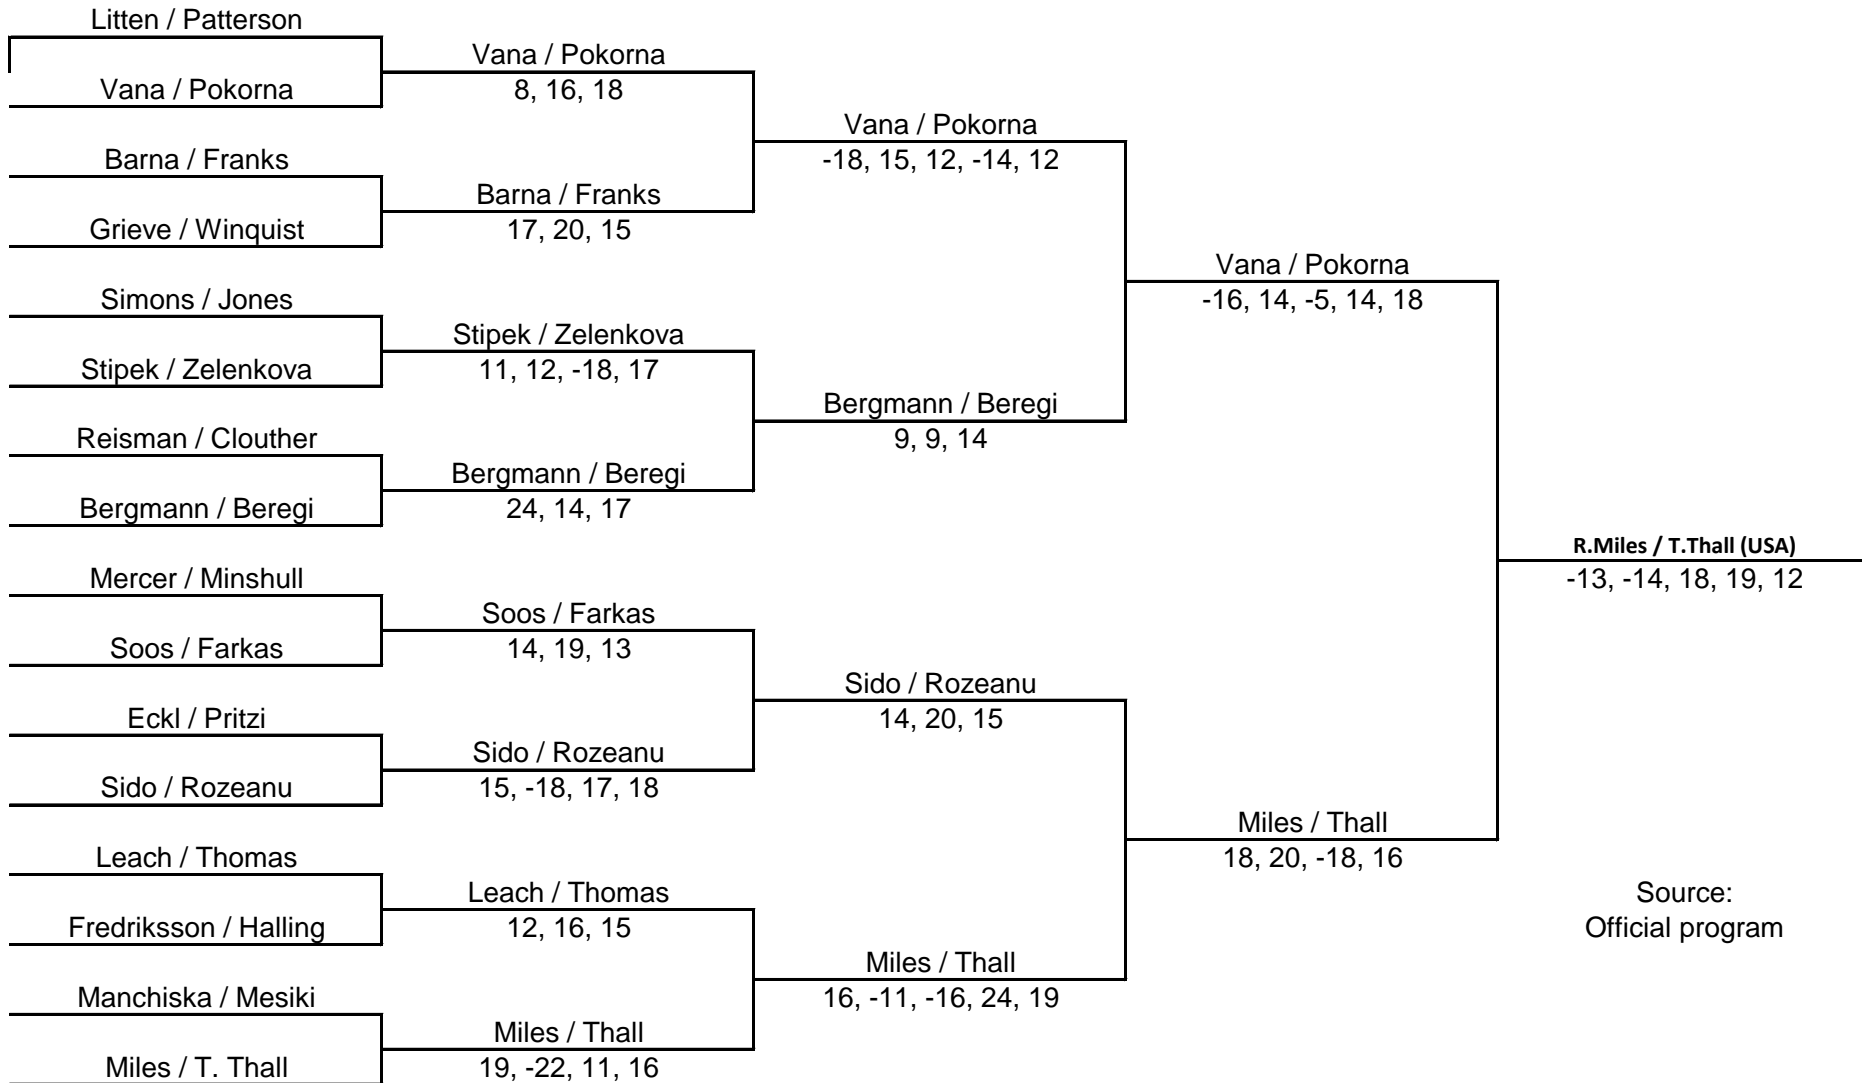 Litten / Patterson
Vana / Pokorna
Barna / Franks
Grieve / Winquist
Simons / Jones
Stipek / Zelenkova
Reisman / Clouther
Bergmann / Beregi
Mercer / Minshull
Soos / Farkas
Eckl / Pritzi
Sido / Rozeanu
Leach / Thomas
Fredriksson / Halling
Manchiska / Mesiki
Miles / T. Thall
Vana / Pokorna
8, 16, 18
Barna / Franks
17, 20, 15
Stipek / Zelenkova
11, 12, -18, 17
Bergmann / Beregi
24, 14, 17
Soos / Farkas
14, 19, 13
Sido / Rozeanu
15, -18, 17, 18
Leach / Thomas
12, 16, 15
Miles / Thall
19, -22, 11, 16
Vana / Pokorna
-18, 15, 12, -14, 12
Bergmann / Beregi
9, 9, 14
Sido / Rozeanu
14, 20, 15
Miles / Thall
16, -11, -16, 24, 19
Vana / Pokorna
-16, 14, -5, 14, 18
Miles / Thall
18, 20, -18, 16
R.Miles / T.Thall (USA)
-13, -14, 18, 19, 12
Source:
Official program